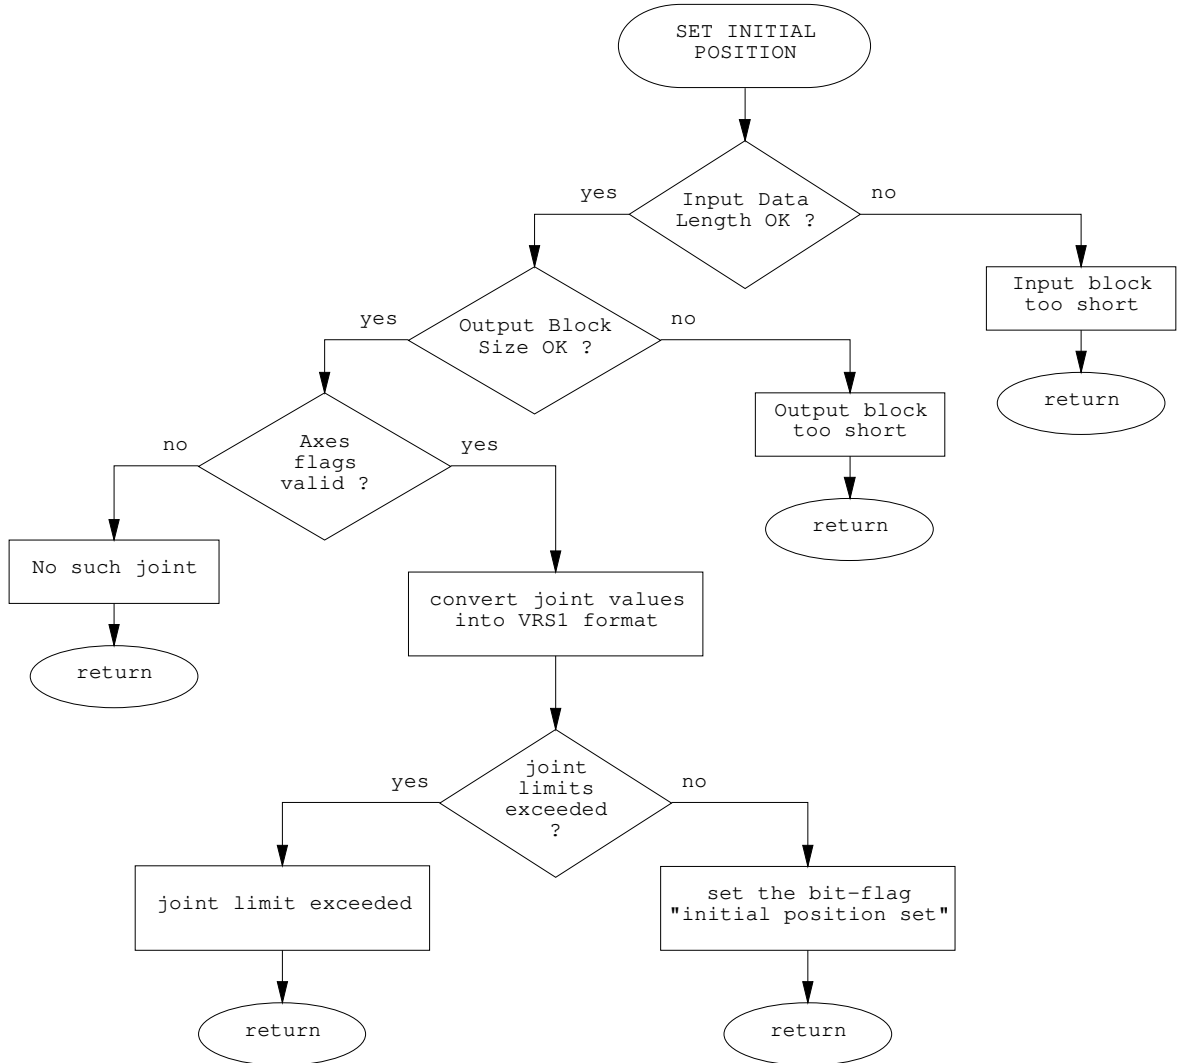 SET INITIAL
POSITION
yes
Input Data
Length OK ?
no
Input block
too short
return
yes
Output Block
Size OK ?
no
Output block
too short
return
no
Axes
flags
valid ?
yes
No such joint
return
convert joint values
into VRS1 format
yes
joint
limits
exceeded
?
no
joint limit exceeded
return
set the bit-flag
"initial position set"
return